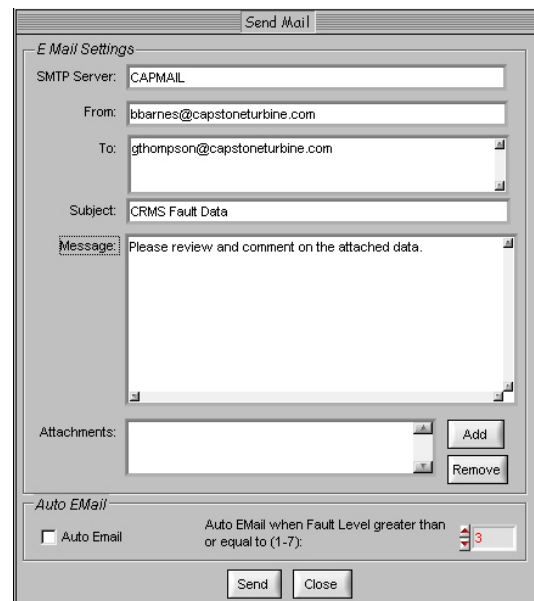 Send Mail
E Mail Settings
SMTP Server: CAPMAIL
From: bbarnes@capstoneturbine.com
To: gthompson@capstoneturbine.com
Subject: CRMS Fault Data
Message: Please review and comment on the attached data.
Attachments:
Add
Remove
Auto EMail
Auto Email
Auto EMail when Fault Level greater than
or equal to (1-7): 3
Send Close